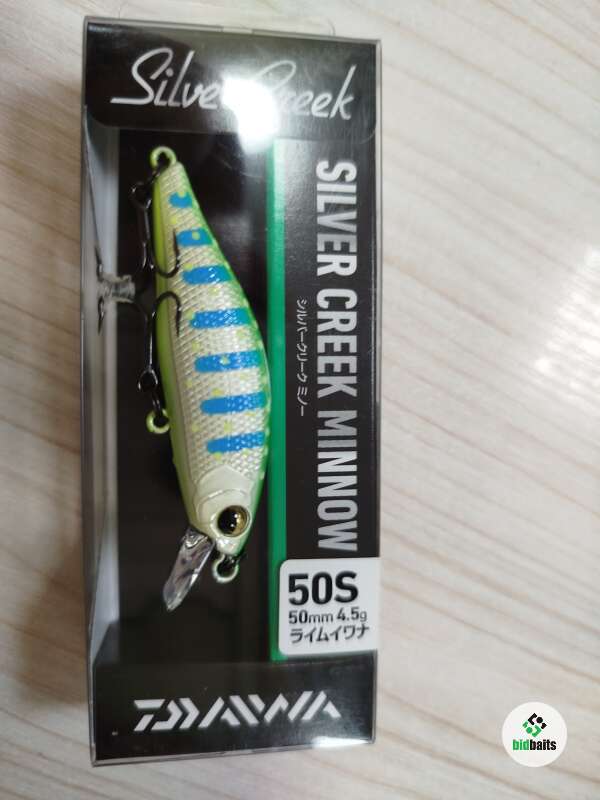 Silver Creek
SILVER CREEK MINNOW
シルバークリーク ミノー
50S
50mm 4.5g
ライムイワナ
DAIWA
bidbaits